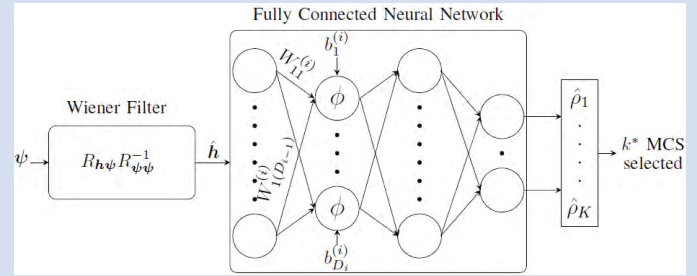 Fully Connected Neural Network
b_1^{(i)}
W_{11}^{(i)}
Wiener Filter
ϕ
ρ̂_1
ψ
R_{hψ}R_{ψψ}^{-1}
ĥ
W_{1(D_{i-1})}^{(i)}
k* MCS
selected
ϕ
ρ̂_K
b_{D_i}^{(i)}